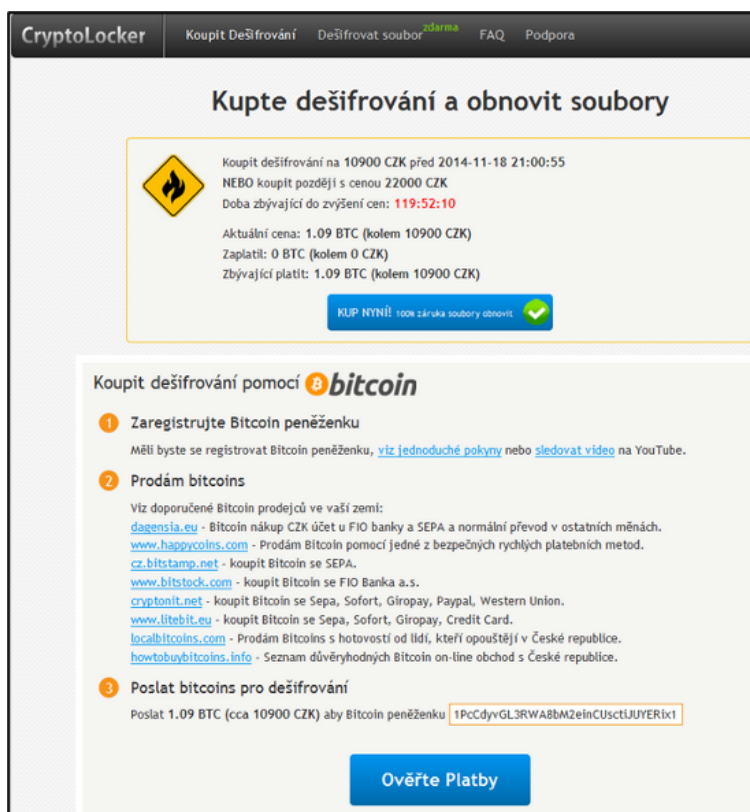 CryptoLocker Koupit Dešifrování Dešifrovat soubor zdarma FAQ Podpora
Kupte dešifrování a obnovit soubory
Koupit dešifrování na 10900 CZK před 2014-11-18 21:00:55
NEBO koupit později s cenou 22000 CZK
Doba zbývající do zvýšení cen: 119:52:10
Aktuální cena: 1.09 BTC (kolem 10900 CZK)
Zaplatil: 0 BTC (kolem 0 CZK)
Zbývající platit: 1.09 BTC (kolem 10900 CZK)
KUP NYNÍ! 100% záruka soubory obnovit
Koupit dešifrování pomocí bitcoin
1 Zaregistrujte Bitcoin peněženku
Měli byste se registrovat Bitcoin peněženku, viz jednoduché pokyny nebo sledovat video na YouTube.
2 Prodám bitcoins
Viz doporučené Bitcoin prodejců ve vaší zemi:
dagensia.eu - Bitcoin nákup CZK účet u FIO banky a SEPA a normální převod v ostatních měnách.
www.happycoins.com - Prodám Bitcoin pomocí jedné z bezpečných rychlých platebních metod.
cz.bitstamp.net - koupit Bitcoin se SEPA.
www.bitstock.com - koupit Bitcoin se FIO Banka a.s.
cryptonit.net - koupit Bitcoin se Sepa, Sofort, Giropay, Paypal, Western Union.
www.litebit.eu - koupit Bitcoin se Sepa, Sofort, Giropay, Credit Card.
localbitcoins.com - Prodám Bitcoins s hotovostí od lidí, kteří opouštějí v České republice.
howtobuybitcoins.info - Seznam důvěryhodných Bitcoin on-line obchod s České republice.
3 Poslat bitcoins pro dešifrování
Poslat 1.09 BTC (cca 10900 CZK) aby Bitcoin peněženku 1PcCdyvGL3RWA8bM2einCUsctiJUYERix1
Ověřte Platby